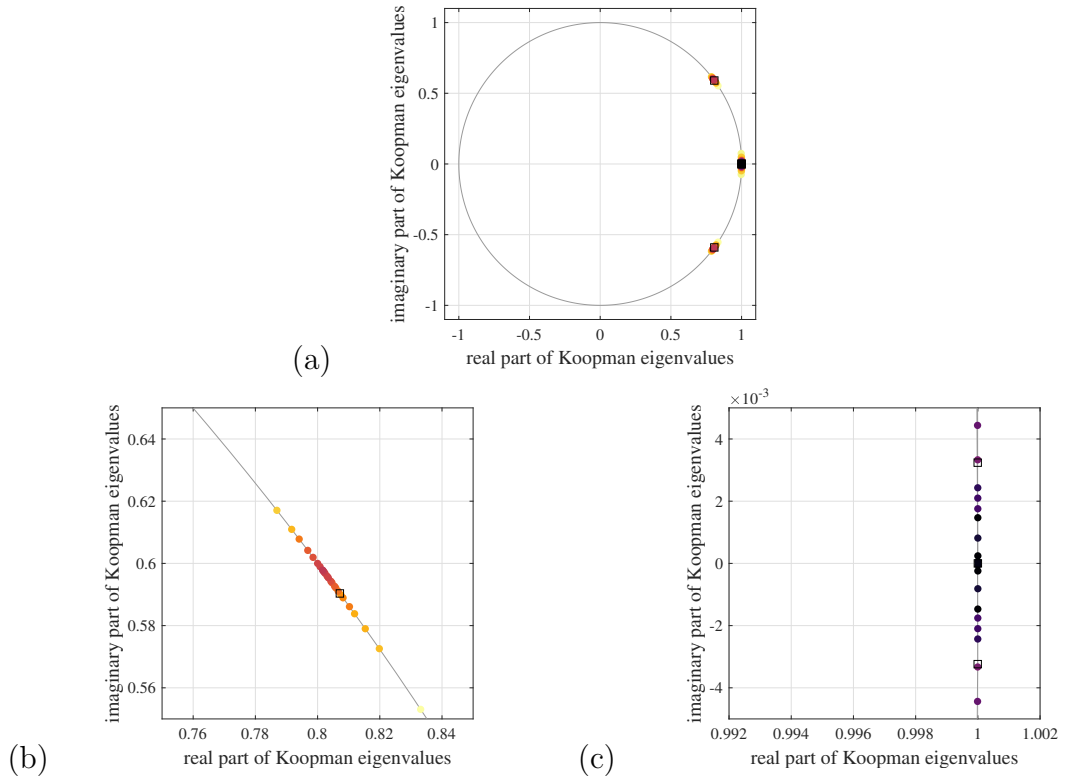 1
0.5
0
-0.5
-1
imaginary part of Koopman eigenvalues
-1 -0.5 0 0.5 1
real part of Koopman eigenvalues
(a)
0.64
0.62
0.6
0.58
0.56
imaginary part of Koopman eigenvalues
0.76 0.78 0.8 0.82 0.84
real part of Koopman eigenvalues
(b)
×10⁻³
4
2
0
-2
-4
imaginary part of Koopman eigenvalues
0.992 0.994 0.996 0.998 1 1.002
real part of Koopman eigenvalues
(c)